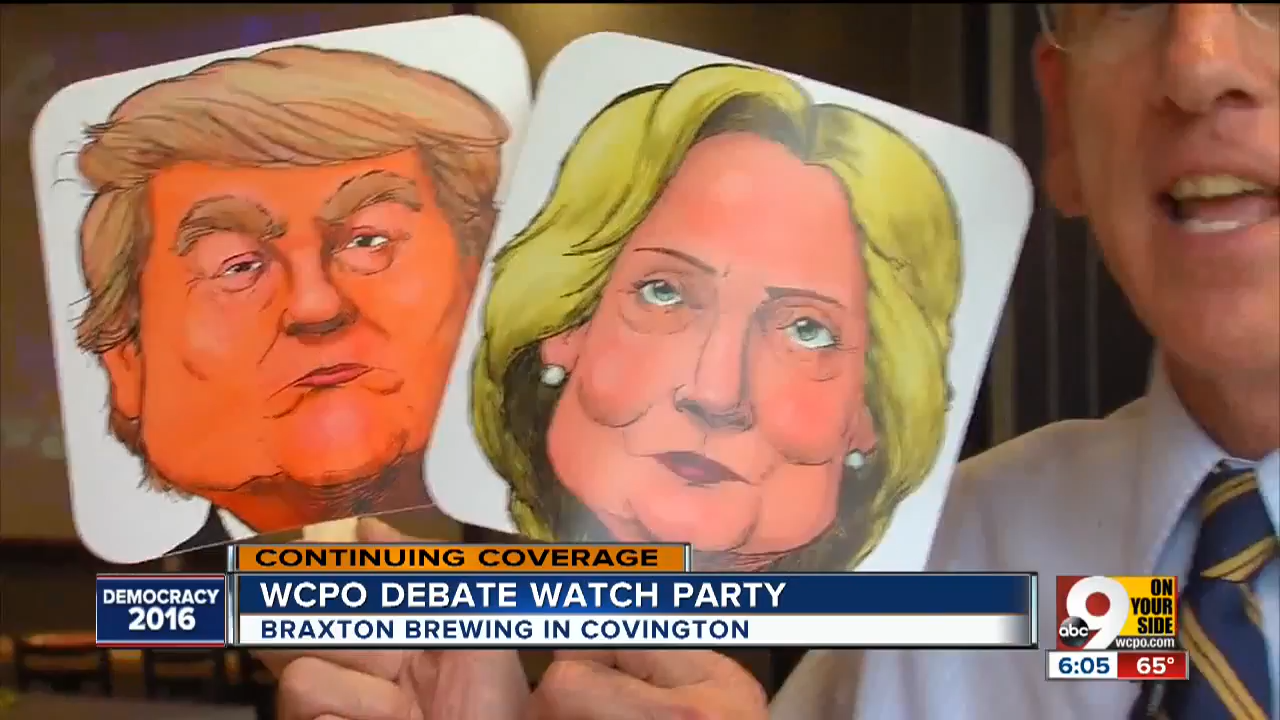 CONTINUING COVERAGE
DEMOCRACY
2016
WCPO DEBATE WATCH PARTY
BRAXTON BREWING IN COVINGTON
9
abc
ON
YOUR
SIDE
wcpo.com
6:05 65°